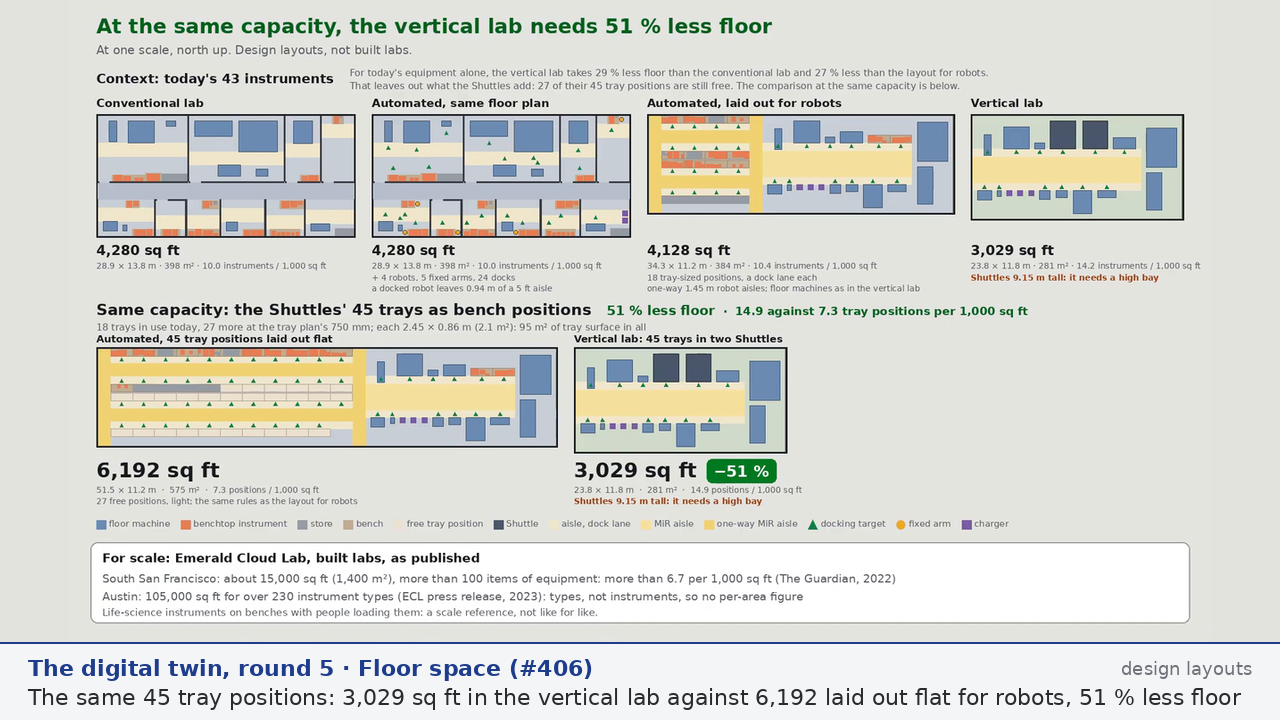 At the same capacity, the vertical lab needs 51 % less floor
At one scale, north up. Design layouts, not built labs.
Context: today's 43 instruments
For today's equipment alone, the vertical lab takes 29 % less floor than the conventional lab and 27 % less than the layout for robots.
That leaves out what the Shuttles add: 27 of their 45 tray positions are still free. The comparison at the same capacity is below.
Conventional lab
Automated, same floor plan
Automated, laid out for robots
Vertical lab
4,280 sq ft
28.9 × 13.8 m · 398 m² · 10.0 instruments / 1,000 sq ft
4,280 sq ft
28.9 × 13.8 m · 398 m² · 10.0 instruments / 1,000 sq ft
+ 4 robots, 5 fixed arms, 24 docks
a docked robot leaves 0.94 m of a 5 ft aisle
4,128 sq ft
34.3 × 11.2 m · 384 m² · 10.4 instruments / 1,000 sq ft
18 tray-sized positions, a dock lane each
one-way 1.45 m robot aisles; floor machines as in the vertical lab
3,029 sq ft
23.8 × 11.8 m · 281 m² · 14.2 instruments / 1,000 sq ft
Shuttles 9.15 m tall: it needs a high bay
Same capacity: the Shuttles' 45 trays as bench positions
51 % less floor · 14.9 against 7.3 tray positions per 1,000 sq ft
18 trays in use today, 27 more at the tray plan's 750 mm; each 2.45 × 0.86 m (2.1 m²): 95 m² of tray surface in all
Automated, 45 tray positions laid out flat
Vertical lab: 45 trays in two Shuttles
6,192 sq ft
51.5 × 11.2 m · 575 m² · 7.3 positions / 1,000 sq ft
27 free positions, light; the same rules as the layout for robots
3,029 sq ft
−51 %
23.8 × 11.8 m · 281 m² · 14.9 positions / 1,000 sq ft
Shuttles 9.15 m tall: it needs a high bay
floor machine
benchtop instrument
store
bench
free tray position
Shuttle
aisle, dock lane
MiR aisle
one-way MiR aisle
docking target
fixed arm
charger
For scale: Emerald Cloud Lab, built labs, as published
South San Francisco: about 15,000 sq ft (1,400 m²), more than 100 items of equipment: more than 6.7 per 1,000 sq ft (The Guardian, 2022)
Austin: 105,000 sq ft for over 230 instrument types (ECL press release, 2023): types, not instruments, so no per-area figure
Life-science instruments on benches with people loading them: a scale reference, not like for like.
The digital twin, round 5 · Floor space (#406)
design layouts
The same 45 tray positions: 3,029 sq ft in the vertical lab against 6,192 laid out flat for robots, 51 % less floor